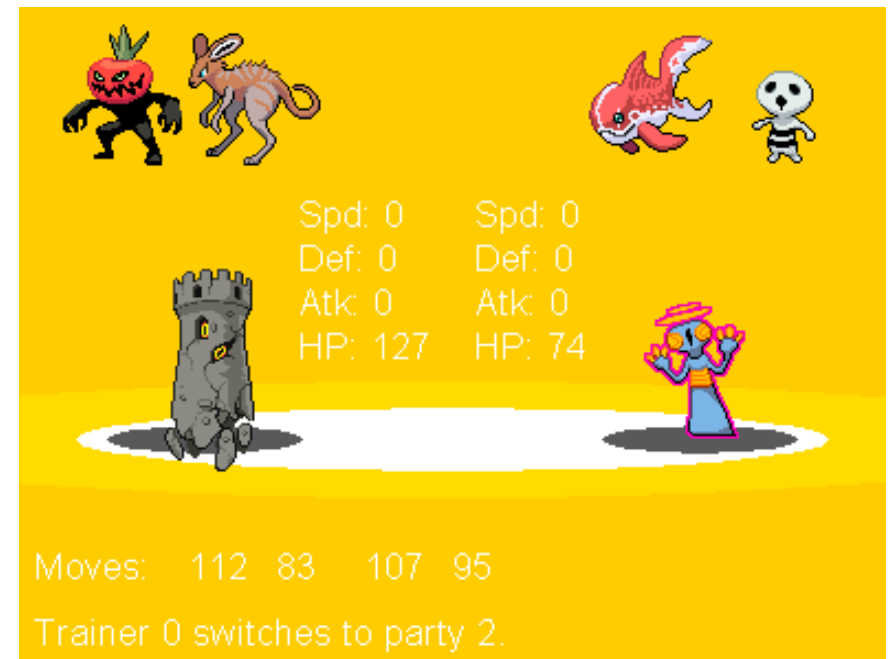 Spd: 0 Spd: 0
Def: 0 Def: 0
Atk: 0 Atk: 0
HP: 127 HP: 74
Moves: 112 83 107 95
Trainer 0 switches to party 2.